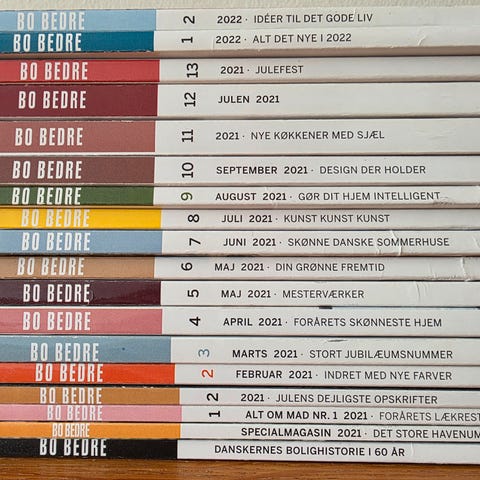 BO BEDRE 2 2022 · IDÉER TIL DET GODE LIV
BO BEDRE 1 2022 · ALT DET NYE I 2022
BO BEDRE 13 2021 · JULEFEST
BO BEDRE 12 JULEN 2021
BO BEDRE 11 2021 · NYE KØKKENER MED SJÆL
BO BEDRE 10 SEPTEMBER 2021 · DESIGN DER HOLDER
BO BEDRE 9 AUGUST 2021 · GØR DIT HJEM INTELLIGENT
BO BEDRE 8 JULI 2021 · KUNST KUNST KUNST
BO BEDRE 7 JUNI 2021 · SKØNNE DANSKE SOMMERHUSE
BO BEDRE 6 MAJ 2021 · DIN GRØNNE FREMTID
BO BEDRE 5 MAJ 2021 · MESTERVÆRKER
BO BEDRE 4 APRIL 2021 · FORÅRETS SKØNNESTE HJEM
BO BEDRE 3 MARTS 2021 · STORT JUBILÆUMSNUMMER
BO BEDRE 2 FEBRUAR 2021 · INDRET MED NYE FARVER
BO BEDRE 2 2021 · JULENS DEJLIGSTE OPSKRIFTER
BO BEDRE 1 ALT OM MAD NR. 1 2021 · FORÅRETS LÆKREST
BO BEDRE SPECIALMAGASIN 2021 · DET STORE HAVENUM
BO BEDRE DANSKERNES BOLIGHISTORIE I 60 ÅR